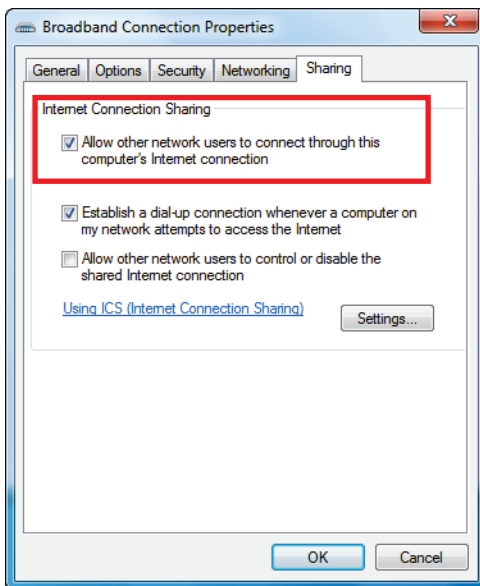 Broadband Connection Properties
General Options Security Networking Sharing
Internet Connection Sharing
Allow other network users to connect through this
computer's Internet connection
Establish a dial-up connection whenever a computer on
my network attempts to access the Internet
Allow other network users to control or disable the
shared Internet connection
Using ICS (Internet Connection Sharing)
Settings...
OK Cancel